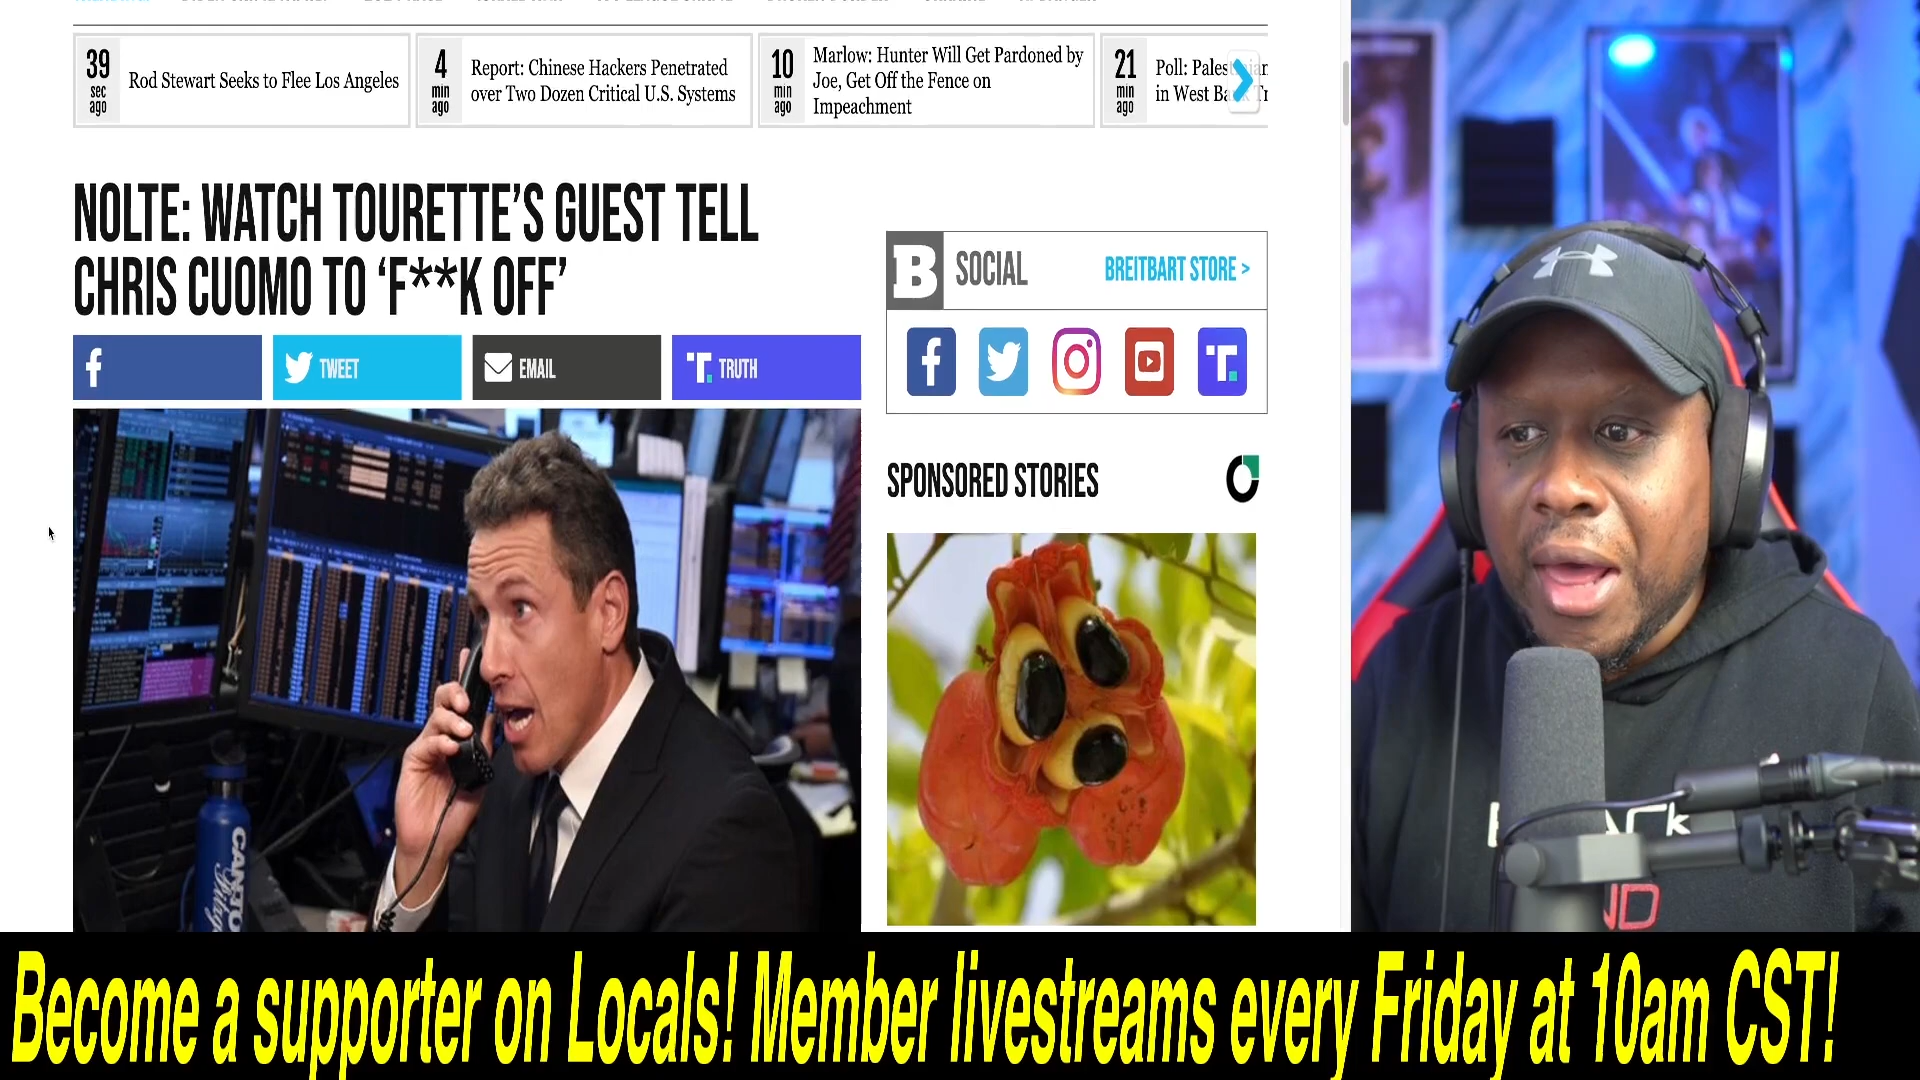 39
sec
ago
Rod Stewart Seeks to Flee Los Angeles
4
min
ago
Report: Chinese Hackers Penetrated
over Two Dozen Critical U.S. Systems
10
min
ago
Marlow: Hunter Will Get Pardoned by
Joe, Get Off the Fence on
Impeachment
21
min
ago
Poll:
in West
NOLTE: WATCH TOURETTE'S GUEST TELL
CHRIS CUOMO TO 'F**K OFF'
f
TWEET
EMAIL
T. TRUTH
B SOCIAL
BREITBART STORE >
f
T.
SPONSORED STORIES
CANTO
Become a supporter on Locals! Member livestreams every Friday at 10am CST!